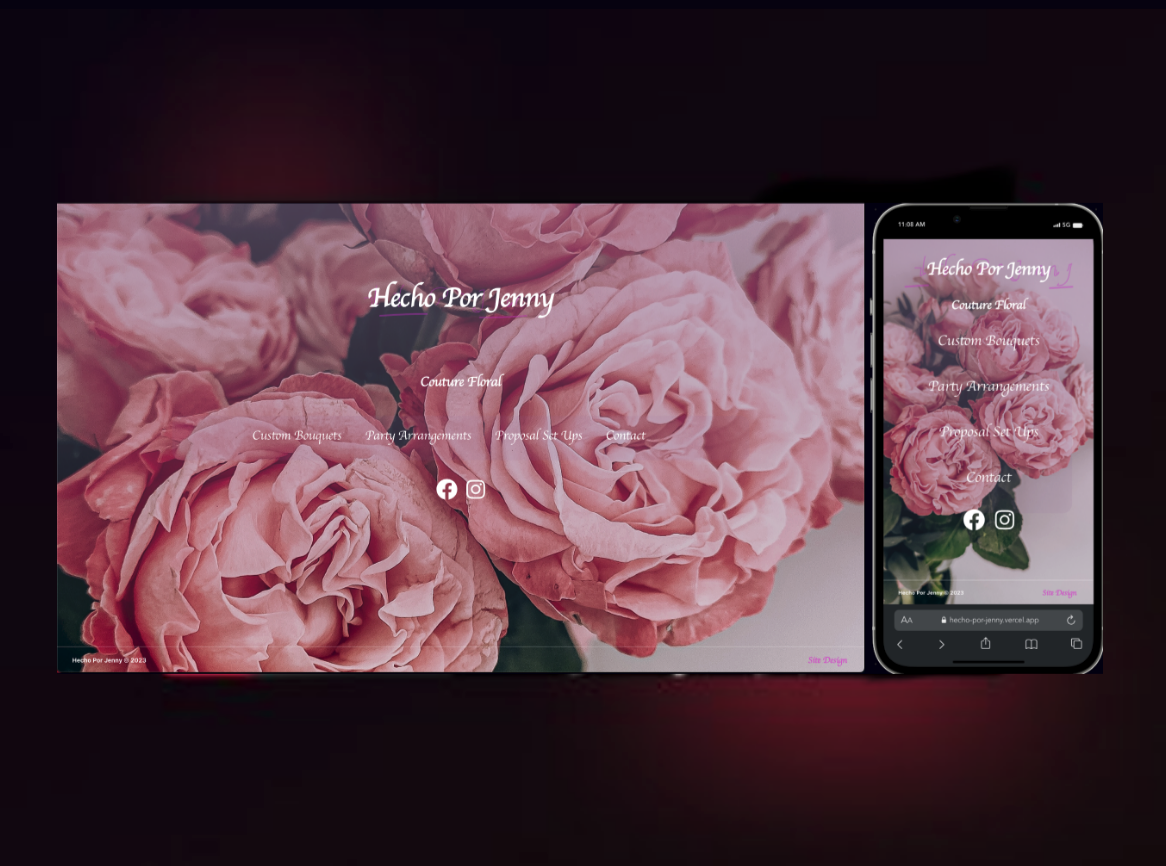 Hecho Por Jenny
Couture Floral
Custom Bouquets Party Arrangements Proposal Set Ups Contact
Hecho Por Jenny © 2023 Site Design
11:08 AM 5G
Hecho Por Jenny
Couture Floral
Custom Bouquets
Party Arrangements
Proposal Set Ups
Contact
Hecho Por Jenny © 2023 Site Design
AA hecho-por-jenny.vercel.app